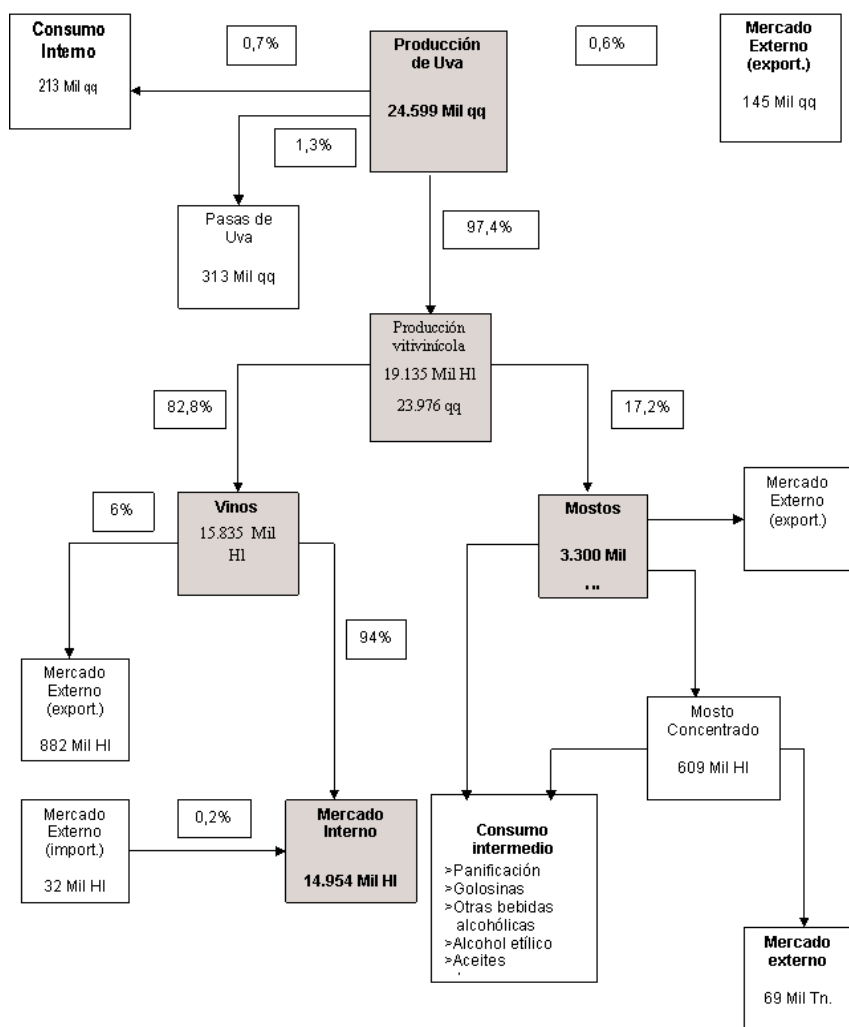 Consumo
Interno
213 Mil qq
0,7%
Producción
de Uva
24.599 Mil qq
0,6%
Mercado
Externo
(export.)
145 Mil qq
1,3%
Pasas de
Uva
313 Mil qq
97,4%
Producción
vitivinícola
19.135 Mil Hl
23.976 qq
82,8%
17,2%
6%
Vinos
15.835 Mil
Hl
Mostos
3.300 Mil
...
Mercado
Externo
(export.)
94%
Mercado
Externo
(export.)
882 Mil Hl
Mosto
Concentrado
609 Mil Hl
Mercado
Externo
(import.)
32 Mil Hl
0,2%
Mercado
Interno
14.954 Mil Hl
Consumo
intermedio
>Panificación
>Golosinas
>Otras bebidas
alcohólicas
>Alcohol etílico
>Aceites
Mercado
externo
69 Mil Tn.